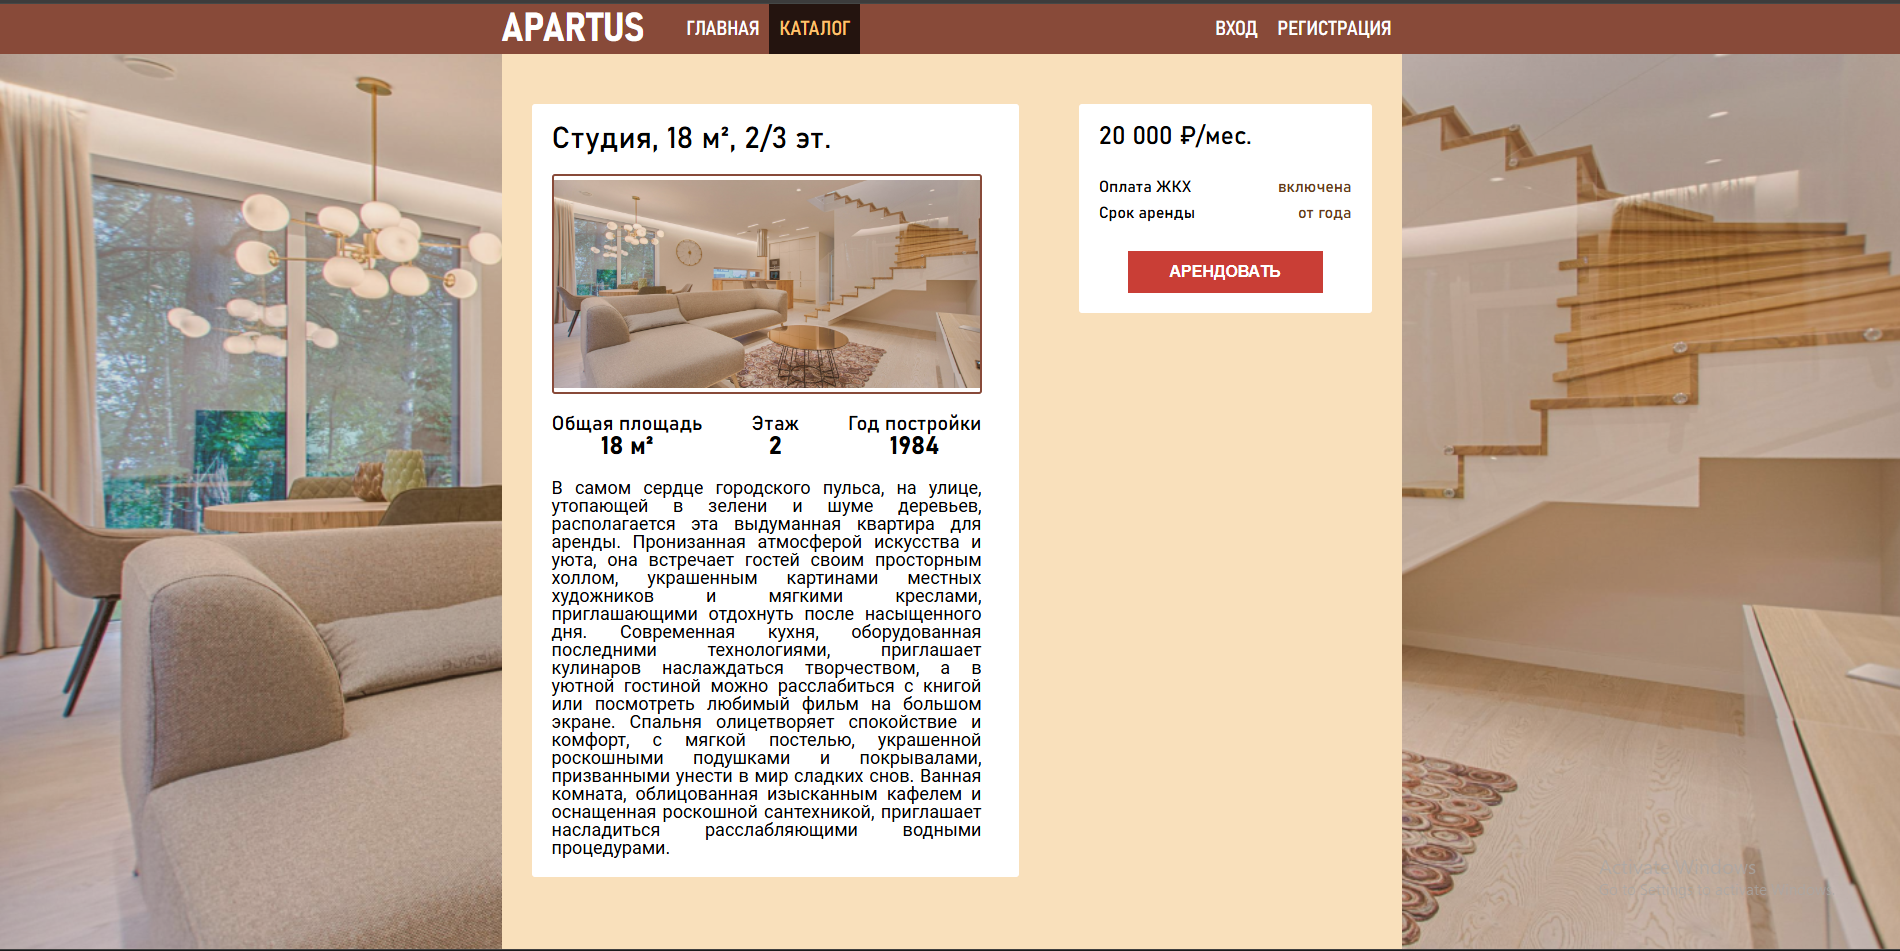 APARTUS ГЛАВНАЯ КАТАЛОГ ВХОД РЕГИСТРАЦИЯ
Студия, 18 м², 2/3 эт.
Общая площадь Этаж Год постройки
18 м² 2 1984
В самом сердце городского пульса, на улице,
утопающей в зелени и шуме деревьев,
располагается эта выдуманная квартира для
аренды. Пронизанная атмосферой искусства и
уюта, она встречает гостей своим просторным
холлом, украшенным картинами местных
художников и мягкими креслами,
приглашающими отдохнуть после насыщенного
дня. Современная кухня, оборудованная
последними технологиями, приглашает
кулинаров наслаждаться творчеством, а в
уютной гостиной можно расслабиться с книгой
или посмотреть любимый фильм на большом
экране. Спальня олицетворяет спокойствие и
комфорт, с мягкой постелью, украшенной
роскошными подушками и покрывалами,
призванными унести в мир сладких снов. Ванная
комната, облицованная изысканным кафелем и
оснащенная роскошной сантехникой, приглашает
насладиться расслабляющими водными
процедурами.
20 000 ₽/мес.
Оплата ЖКХ включена
Срок аренды от года
АРЕНДОВАТЬ